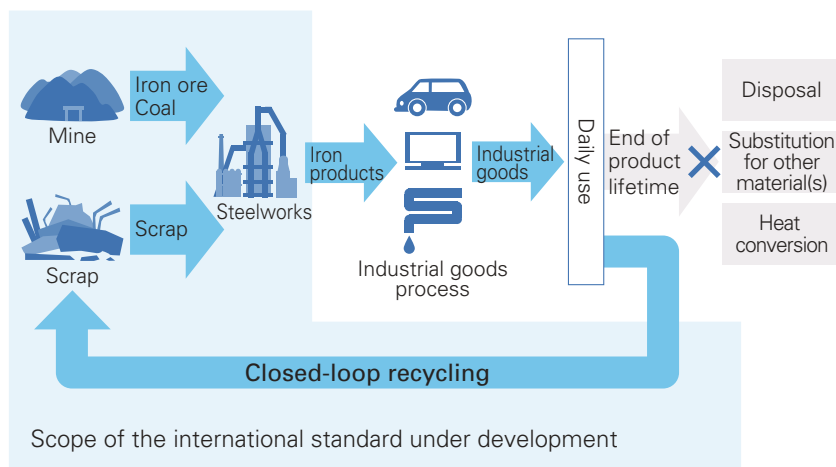 Mine
Iron ore
Coal
Scrap
Scrap
Steelworks
Iron
products
Industrial goods
process
Industrial
goods
Daily use
End of
product
lifetime
Disposal
Substitution
for other
material(s)
Heat
conversion
Closed-loop recycling
Scope of the international standard under development